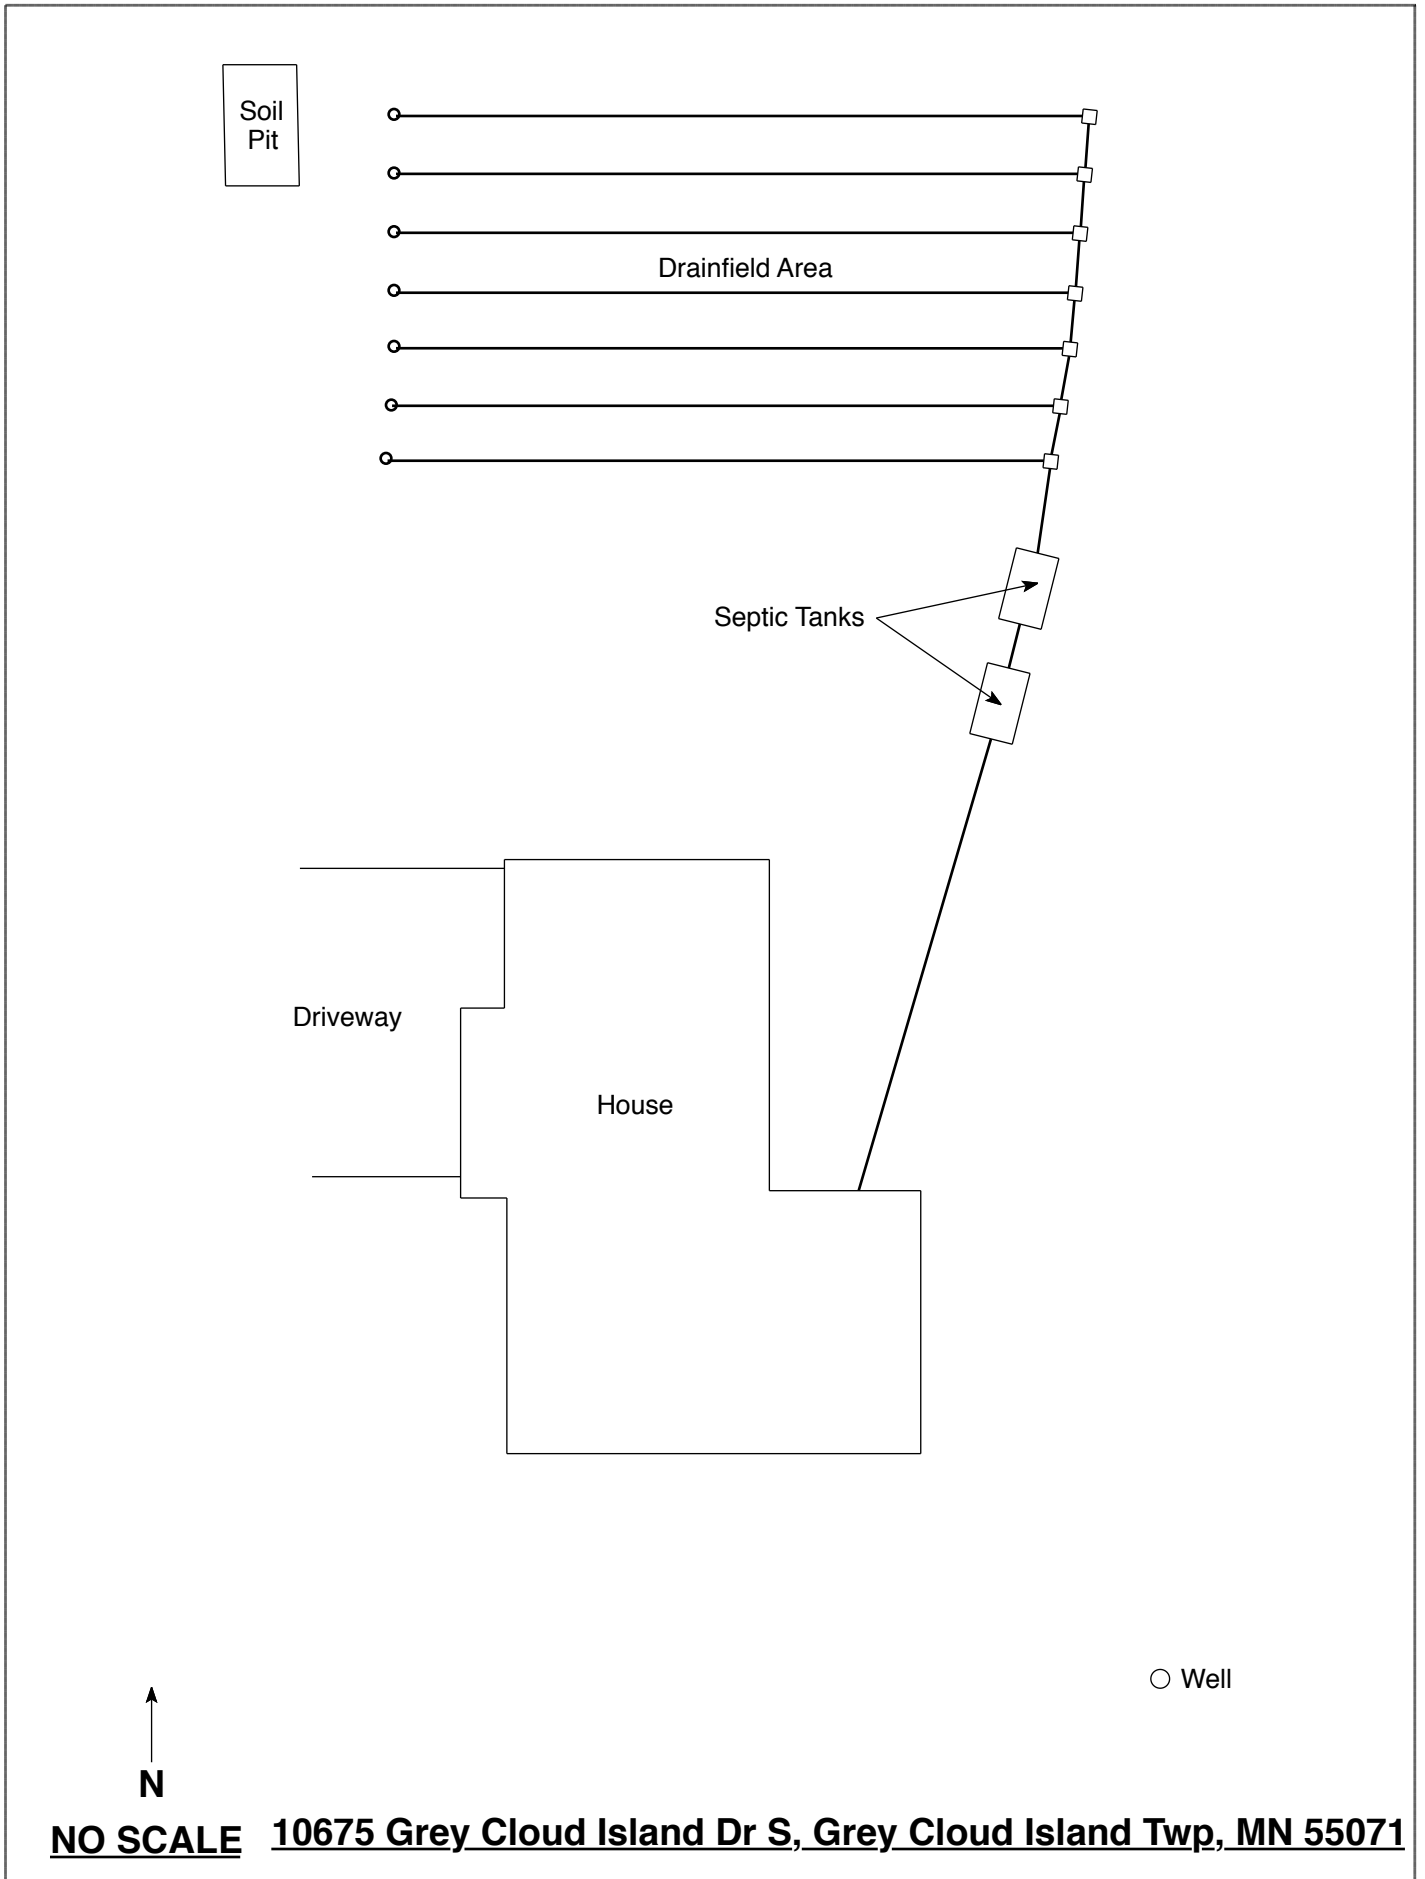 Soil
Pit
Drainfield Area
Septic Tanks
Driveway
House
Well
N
NO SCALE
10675 Grey Cloud Island Dr S, Grey Cloud Island Twp, MN 55071